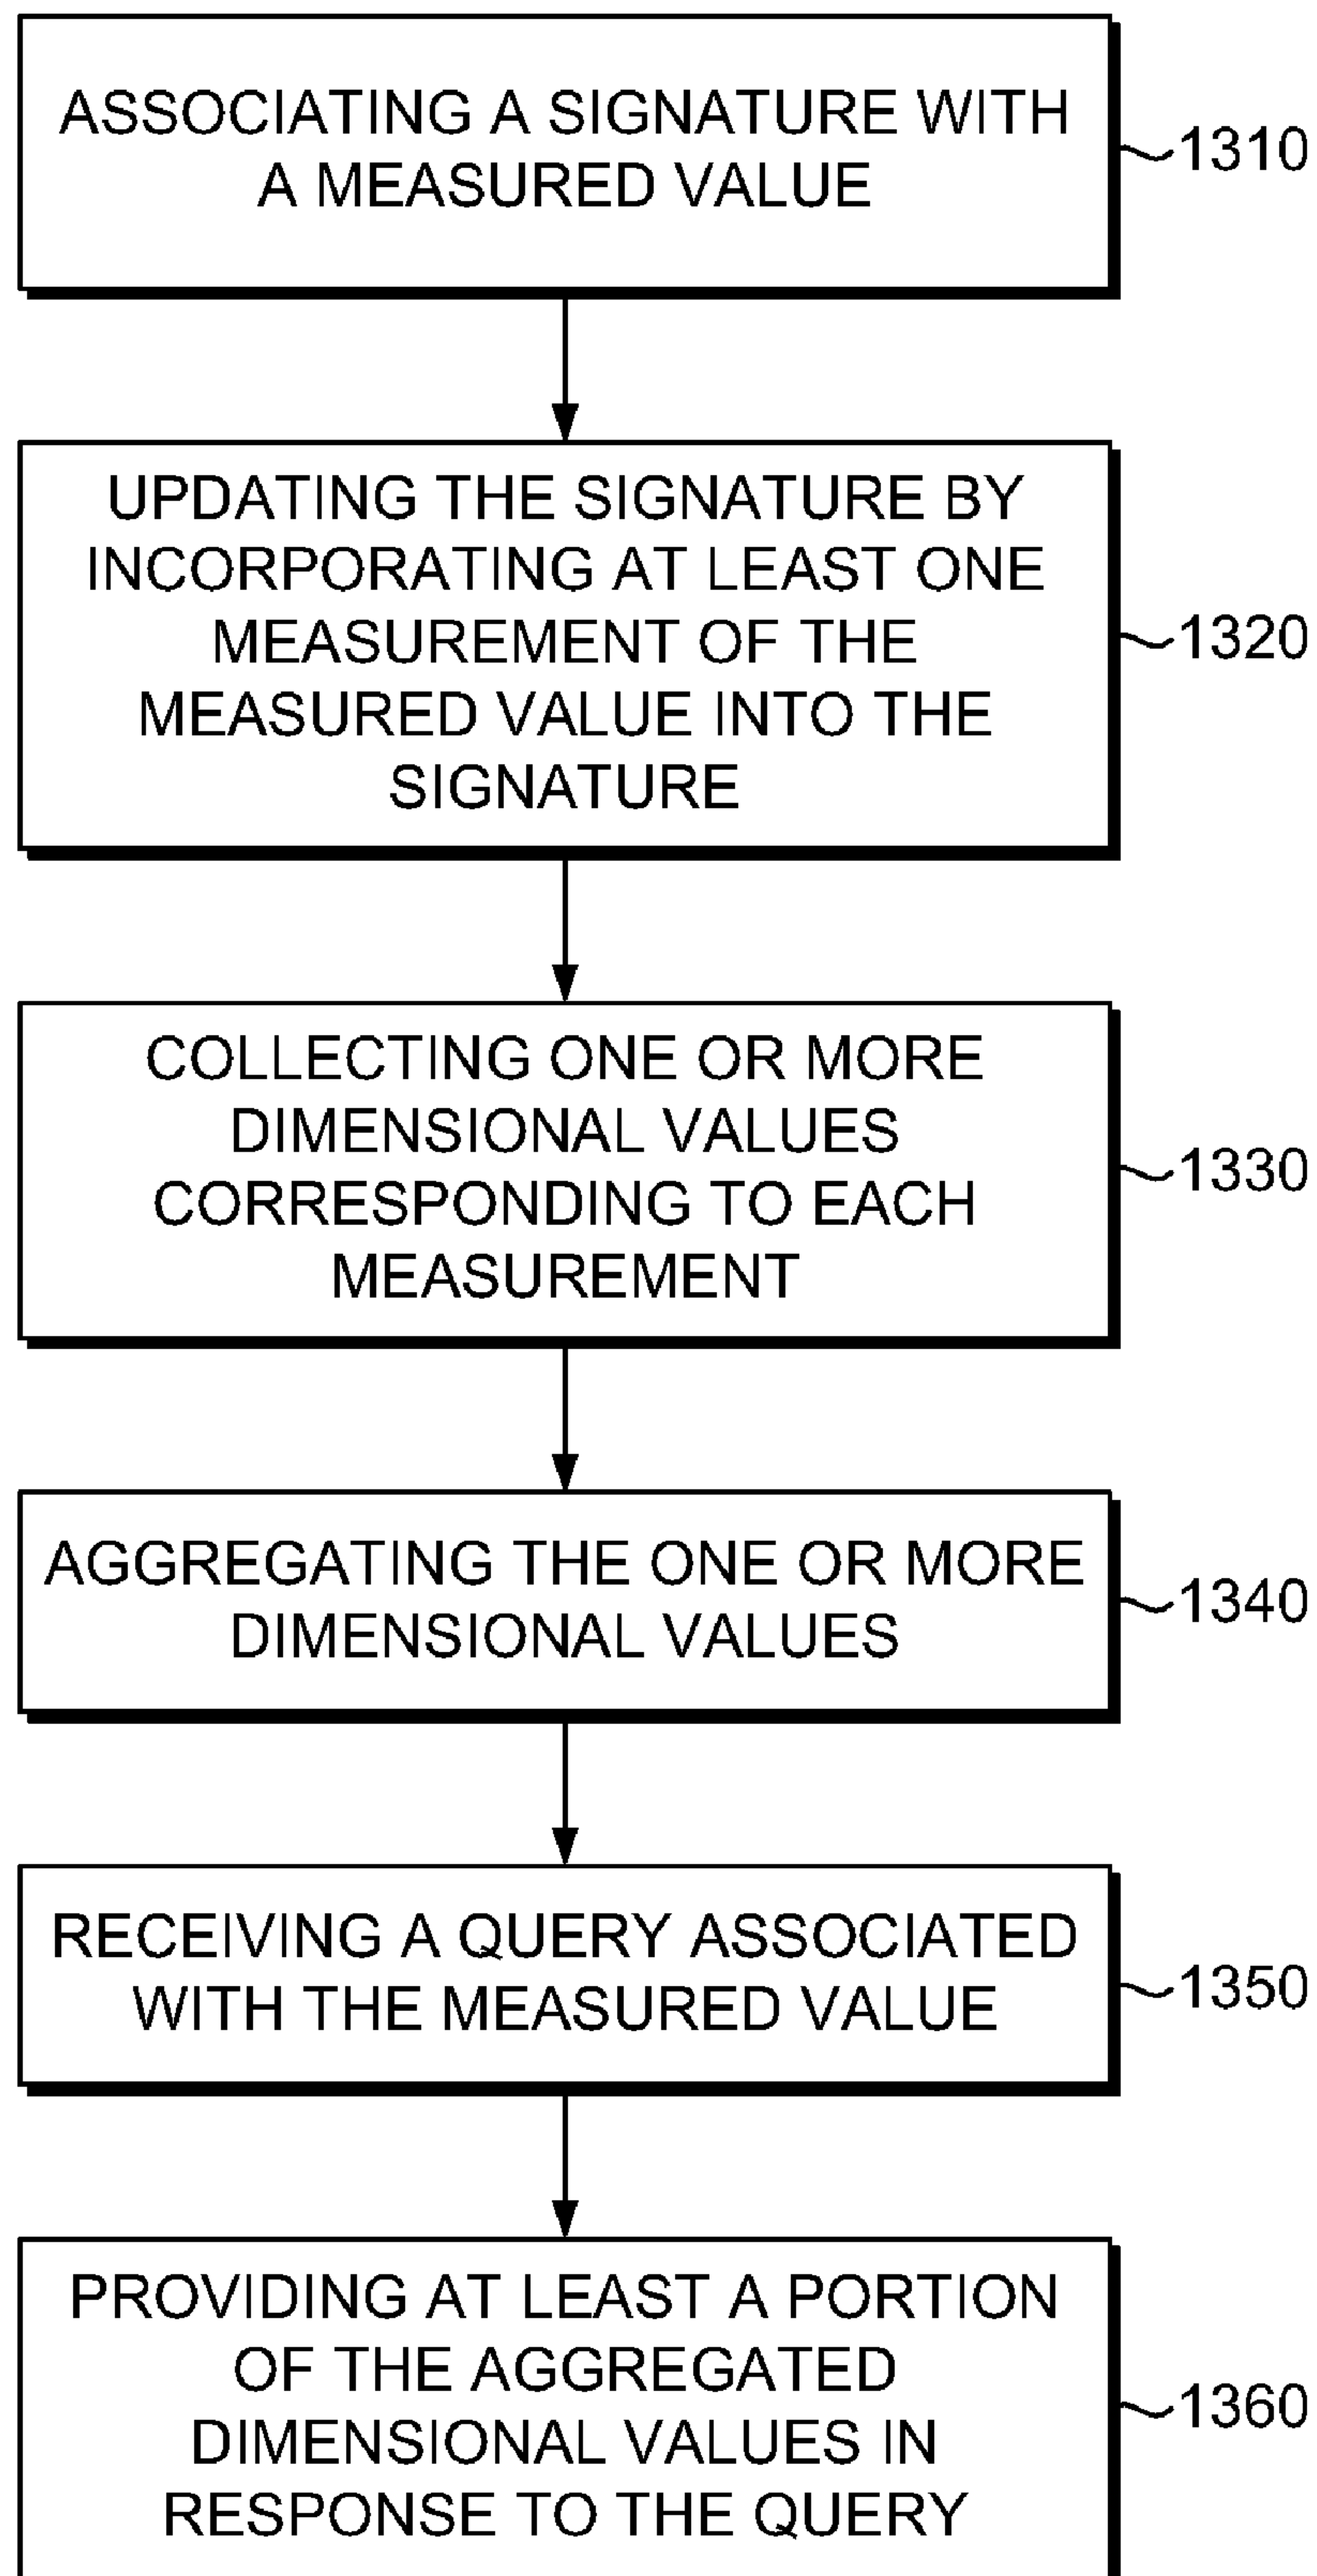 ASSOCIATING A SIGNATURE WITH
A MEASURED VALUE
1310
UPDATING THE SIGNATURE BY
INCORPORATING AT LEAST ONE
MEASUREMENT OF THE
MEASURED VALUE INTO THE
SIGNATURE
1320
COLLECTING ONE OR MORE
DIMENSIONAL VALUES
CORRESPONDING TO EACH
MEASUREMENT
1330
AGGREGATING THE ONE OR MORE
DIMENSIONAL VALUES
1340
RECEIVING A QUERY ASSOCIATED
WITH THE MEASURED VALUE
1350
PROVIDING AT LEAST A PORTION
OF THE AGGREGATED
DIMENSIONAL VALUES IN
RESPONSE TO THE QUERY
1360